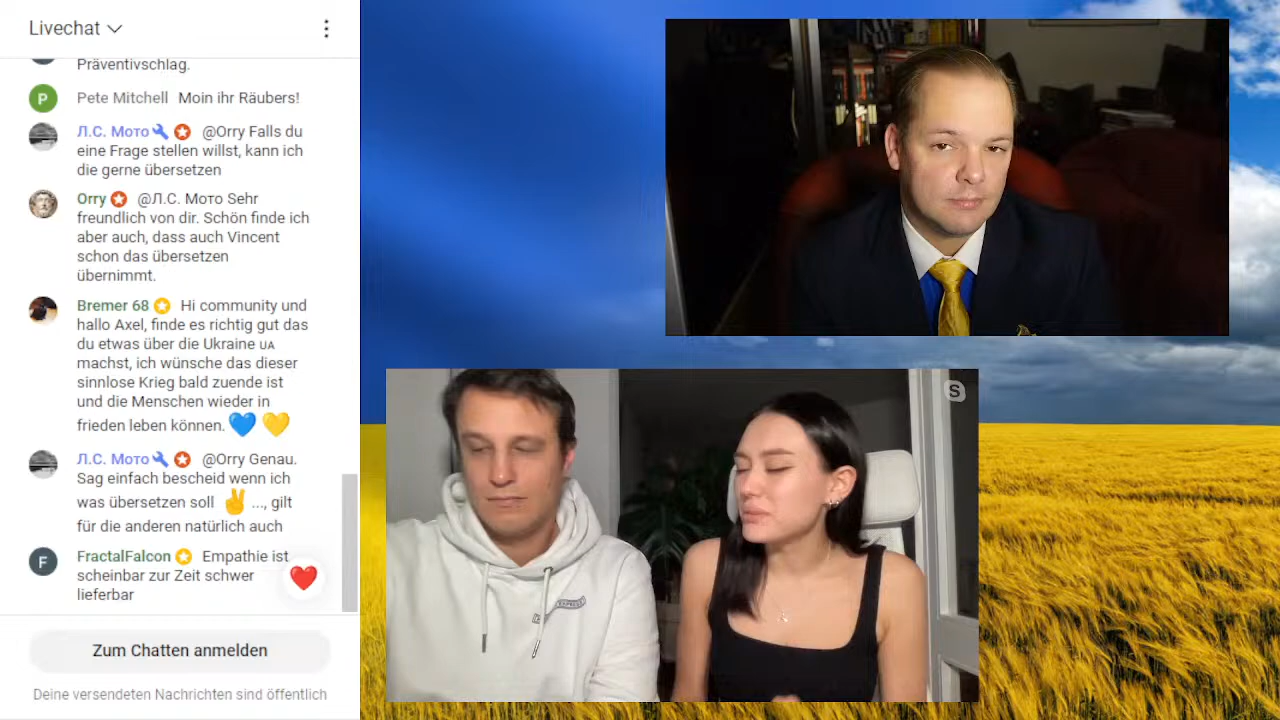 Livechat
Präventivschlag.
P Pete Mitchell Moin ihr Räubers!
Л.С. Мото @Orry Falls du
eine Frage stellen willst, kann ich
die gerne übersetzen
Orry @Л.С. Мото Sehr
freundlich von dir. Schön finde ich
aber auch, dass auch Vincent
schon das übersetzen
übernimmt.
Bremer 68 Hi community und
hallo Axel, finde es richtig gut das
du etwas über die Ukraine UA
machst, ich wünsche das dieser
sinnlose Krieg bald zuende ist
und die Menschen wieder in
frieden leben können. 💙 💛
Л.С. Мото @Orry Genau.
Sag einfach bescheid wenn ich
was übersetzen soll ✌ ..., gilt
für die anderen natürlich auch
F FractalFalcon Empathie ist
scheinbar zur Zeit schwer
lieferbar
Zum Chatten anmelden
Deine versendeten Nachrichten sind öffentlich
S
EXPRESS